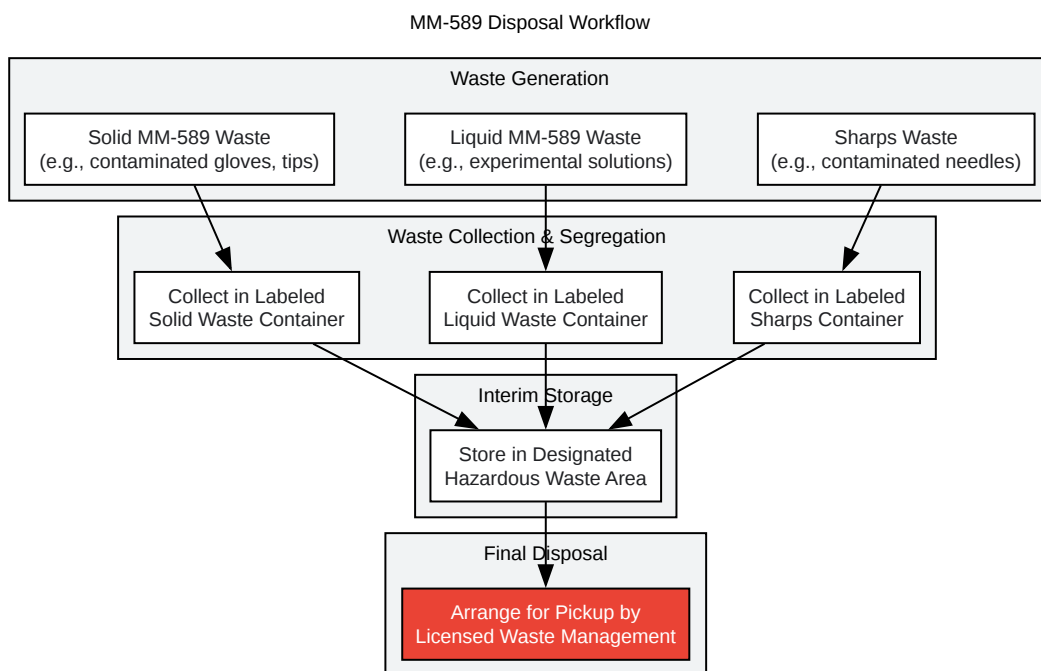 MM-589 Disposal Workflow
Waste Generation
Solid MM-589 Waste
(e.g., contaminated gloves, tips)
Liquid MM-589 Waste
(e.g., experimental solutions)
Sharps Waste
(e.g., contaminated needles)
Waste Collection & Segregation
Collect in Labeled
Solid Waste Container
Collect in Labeled
Liquid Waste Container
Collect in Labeled
Sharps Container
Interim Storage
Store in Designated
Hazardous Waste Area
Final Disposal
Arrange for Pickup by
Licensed Waste Management